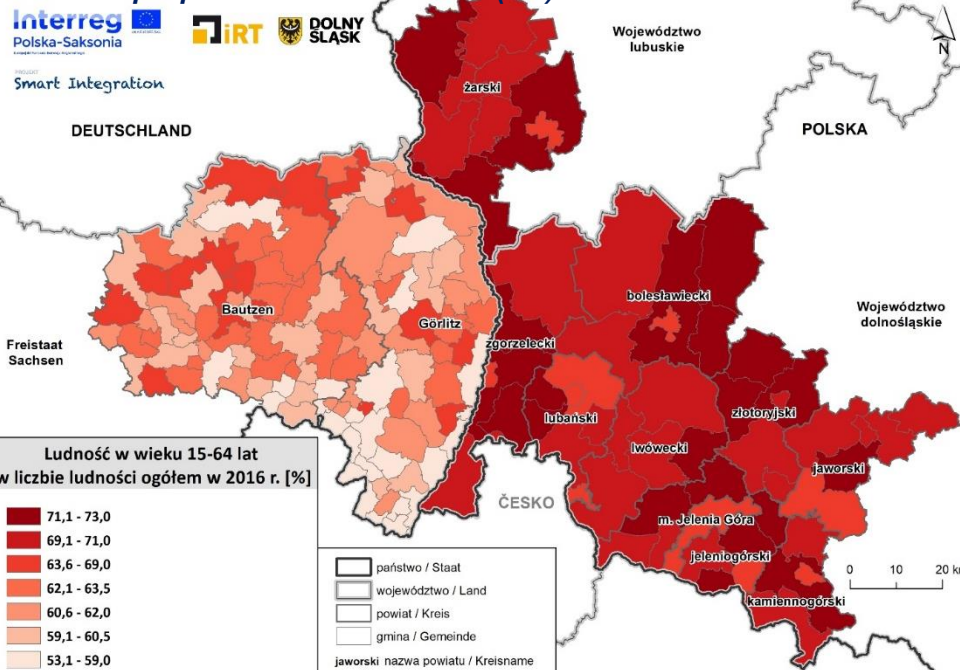 Interreg
Polska-Saksonia
iRT
DOLNY
ŚLĄSK
Smart Integration
N
Województwo
lubuskie
DEUTSCHLAND
POLSKA
żarski
bolesławiecki
Bautzen
Görlitz
Województwo
dolnośląskie
Freistaat
Sachsen
zgorzelecki
lubański
złotoryjski
lwówecki
jaworski
ČESKO
m. Jelenia Góra
jeleniogórski
kamiennogórski
0 10 20 k
Ludność w wieku 15-64 lat
w liczbie ludności ogółem w 2016 r. [%]
71,1 - 73,0
69,1 - 71,0
63,6 - 69,0
62,1 - 63,5
60,6 - 62,0
59,1 - 60,5
53,1 - 59,0
państwo / Staat
województwo / Land
powiat / Kreis
gmina / Gemeinde
jaworski nazwa powiatu / Kreisname